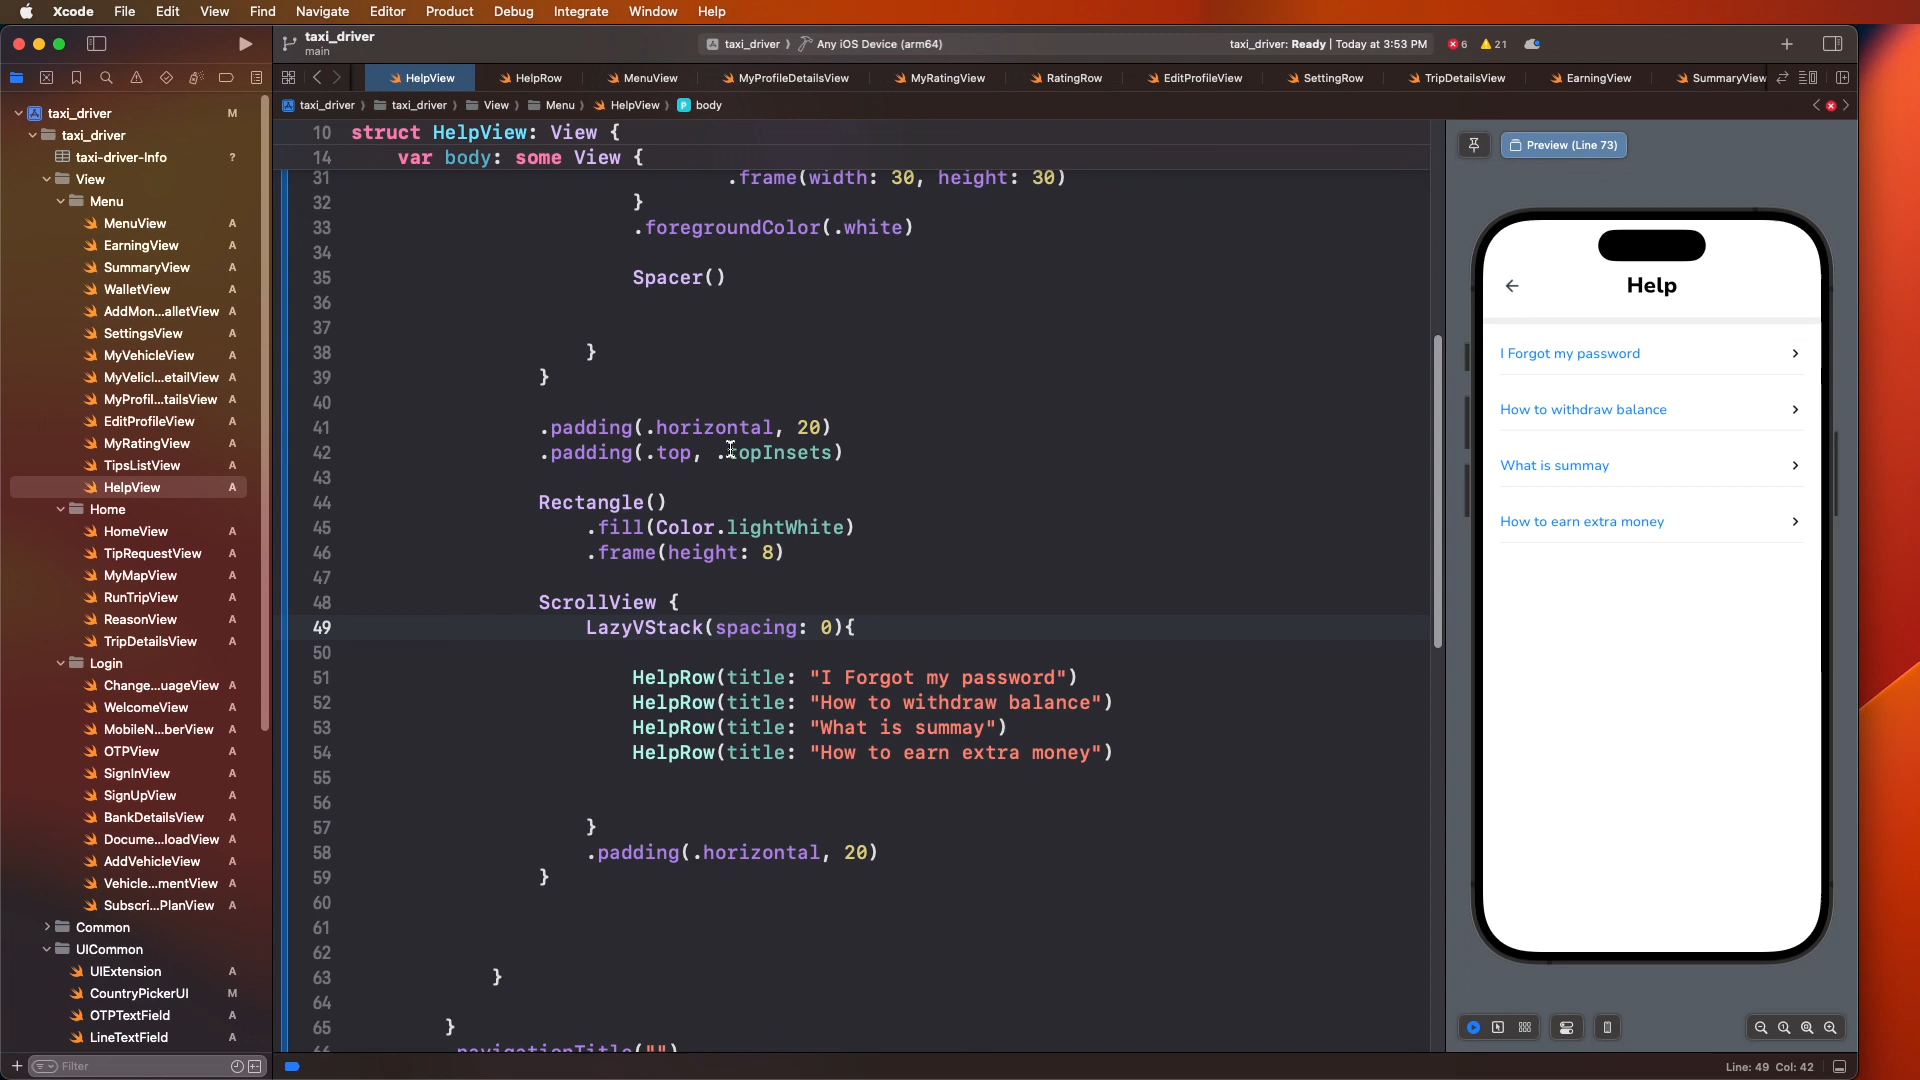 Xcode File Edit View Find Navigate Editor Product Debug Integrate Window Help
taxi_driver
main
taxi_driver Any iOS Device (arm64)
taxi_driver: Ready | Today at 3:53 PM 6 21
HelpView HelpRow MenuView MyProfileDetailsView MyRatingView RatingRow EditProfileView SettingRow TripDetailsView EarningView SummaryView
taxi_driver taxi_driver View Menu HelpView P body
taxi_driver M
taxi_driver
taxi-driver-Info ?
View
Menu
MenuView A
EarningView A
SummaryView A
WalletView A
AddMon...alletView A
SettingsView A
MyVehicleView A
MyVelicl...etailView A
MyProfil...tailsView A
EditProfileView A
MyRatingView A
TipsListView A
HelpView A
Home
HomeView A
TipRequestView A
MyMapView A
RunTripView A
ReasonView A
TripDetailsView A
Login
Change...uageView A
WelcomeView A
MobileN...berView A
OTPView A
SignInView A
SignUpView A
BankDetailsView A
Docume...loadView A
AddVehicleView A
Vehicle...mentView A
Subscri...PlanView A
Common
UICommon
UIExtension A
CountryPickerUI M
OTPTextField A
LineTextField A
Filter
10 struct HelpView: View {
14 var body: some View {
31 .frame(width: 30, height: 30)
32 }
33 .foregroundColor(.white)
34
35 Spacer()
36
37
38 }
39 }
40
41 .padding(.horizontal, 20)
42 .padding(.top, .topInsets)
43
44 Rectangle()
45 .fill(Color.lightWhite)
46 .frame(height: 8)
47
48 ScrollView {
49 LazyVStack(spacing: 0){
50
51 HelpRow(title: "I Forgot my password")
52 HelpRow(title: "How to withdraw balance")
53 HelpRow(title: "What is summay")
54 HelpRow(title: "How to earn extra money")
55
56
57 }
58 .padding(.horizontal, 20)
59 }
60
61
62
63 }
64
65 }
66 .navigationTitle("")
Preview (Line 73)
Help
I Forgot my password
How to withdraw balance
What is summay
How to earn extra money
Line: 49 Col: 42